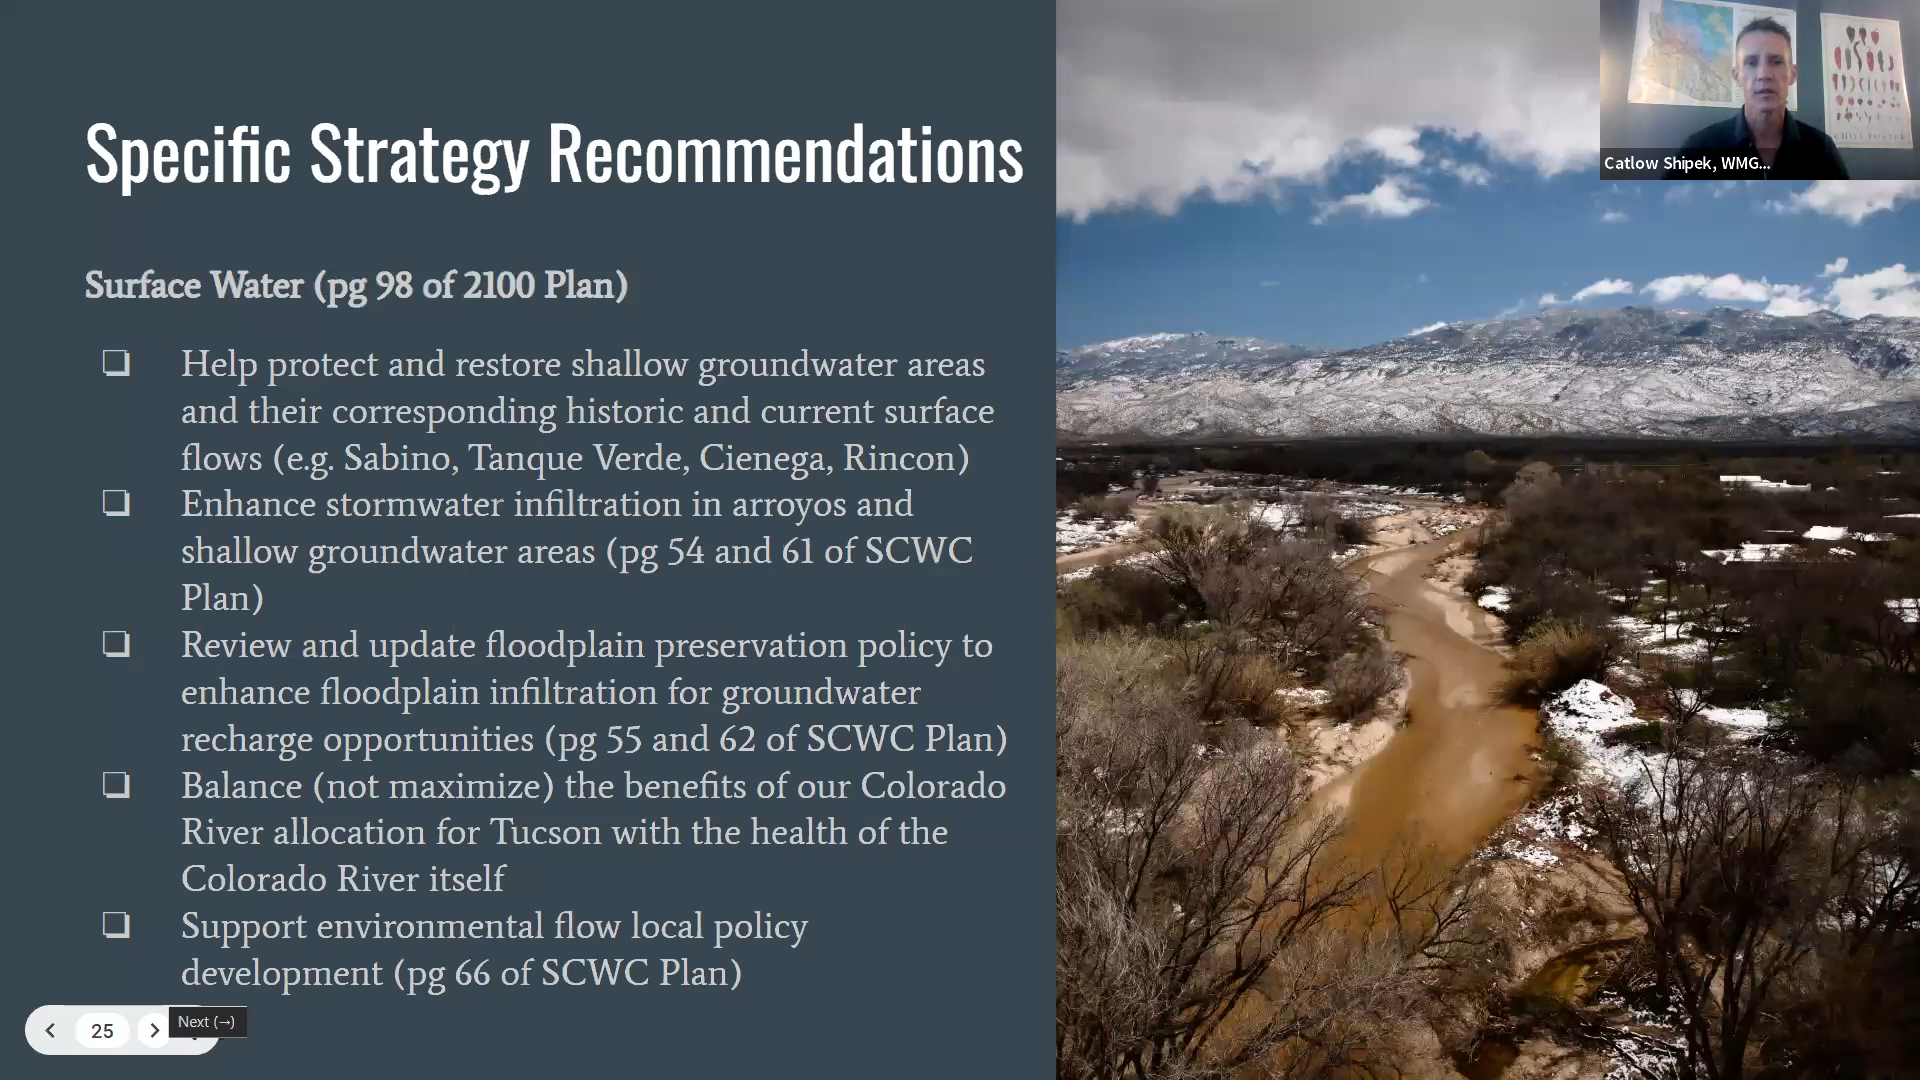 Specific Strategy Recommendations
Surface Water (pg 98 of 2100 Plan)
❏ Help protect and restore shallow groundwater areas
and their corresponding historic and current surface
flows (e.g. Sabino, Tanque Verde, Cienega, Rincon)
❏ Enhance stormwater infiltration in arroyos and
shallow groundwater areas (pg 54 and 61 of SCWC
Plan)
❏ Review and update floodplain preservation policy to
enhance floodplain infiltration for groundwater
recharge opportunities (pg 55 and 62 of SCWC Plan)
❏ Balance (not maximize) the benefits of our Colorado
River allocation for Tucson with the health of the
Colorado River itself
❏ Support environmental flow local policy
development (pg 66 of SCWC Plan)
25
Next (→)
Catlow Shipek, WMG...